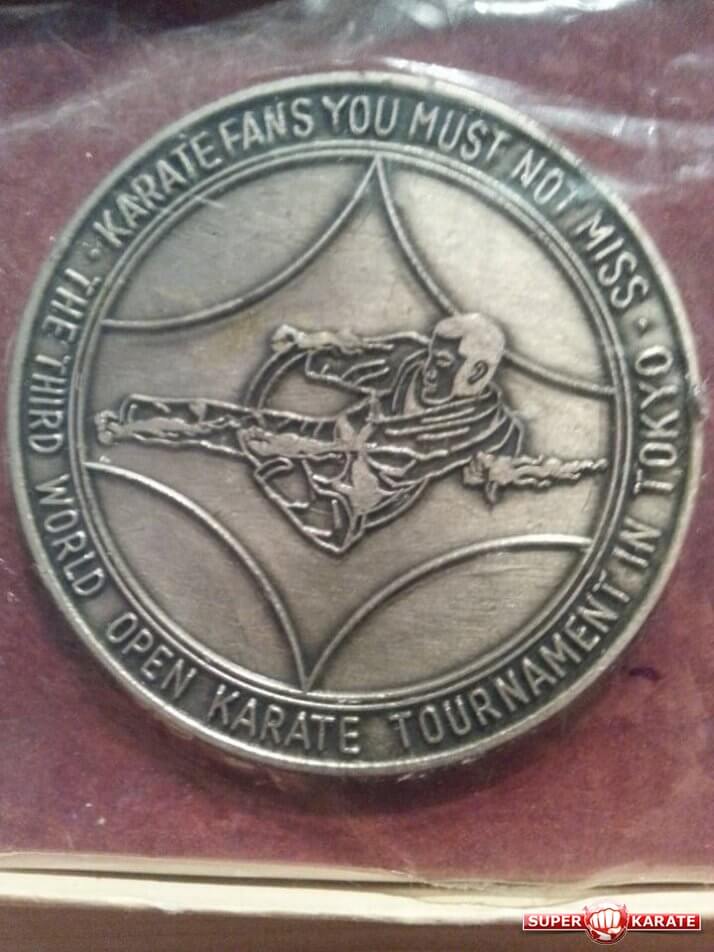 KARATE FANS YOU MUST NOT MISS ·
THE THIRD WORLD OPEN KARATE TOURNAMENT IN TOKYO ·
SUPER KARATE